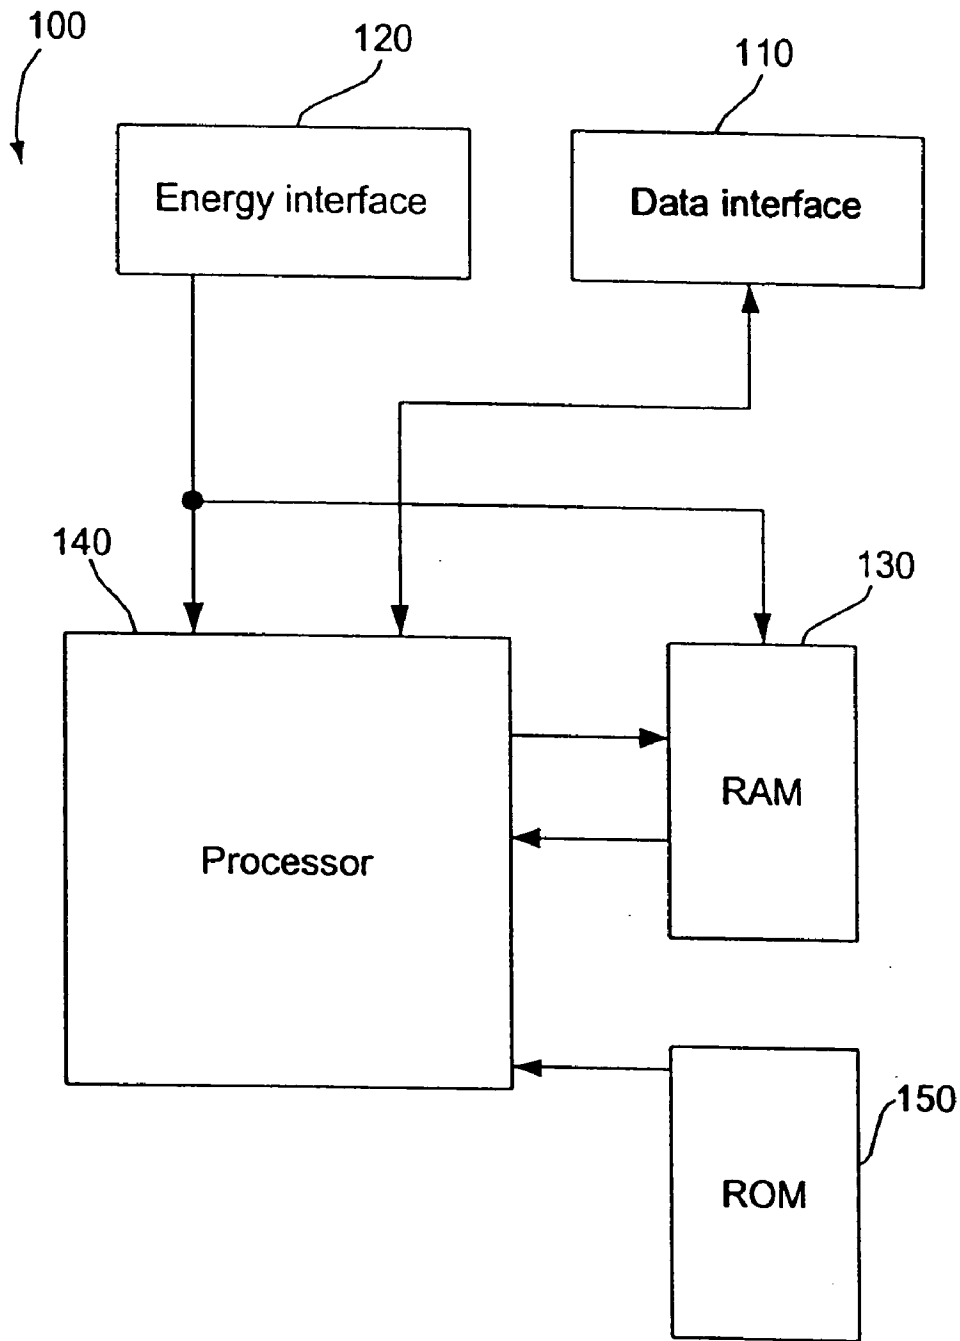 100
120
110
Energy interface
Data interface
140
130
RAM
Processor
150
ROM